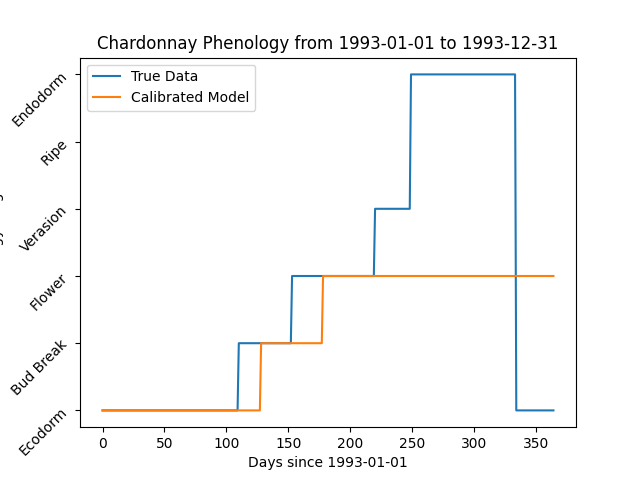 Chardonnay Phenology from 1993-01-01 to 1993-12-31
True Data
Calibrated Model
Endodorm
Ripe
Verasion
Flower
Bud Break
Ecodorm
0 50 100 150 200 250 300 350
Days since 1993-01-01